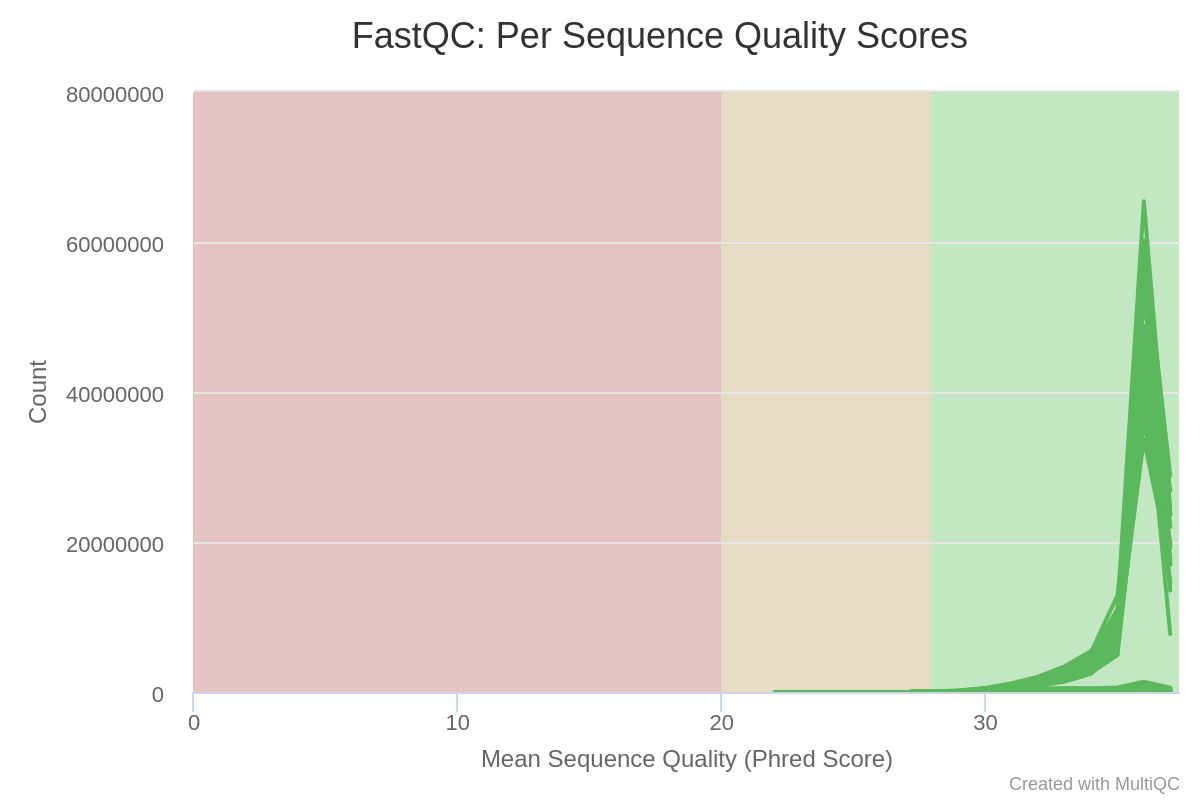 FastQC: Per Sequence Quality Scores
80000000
60000000
40000000
20000000
0
Count
0
10
20
30
Mean Sequence Quality (Phred Score)
Created with MultiQC